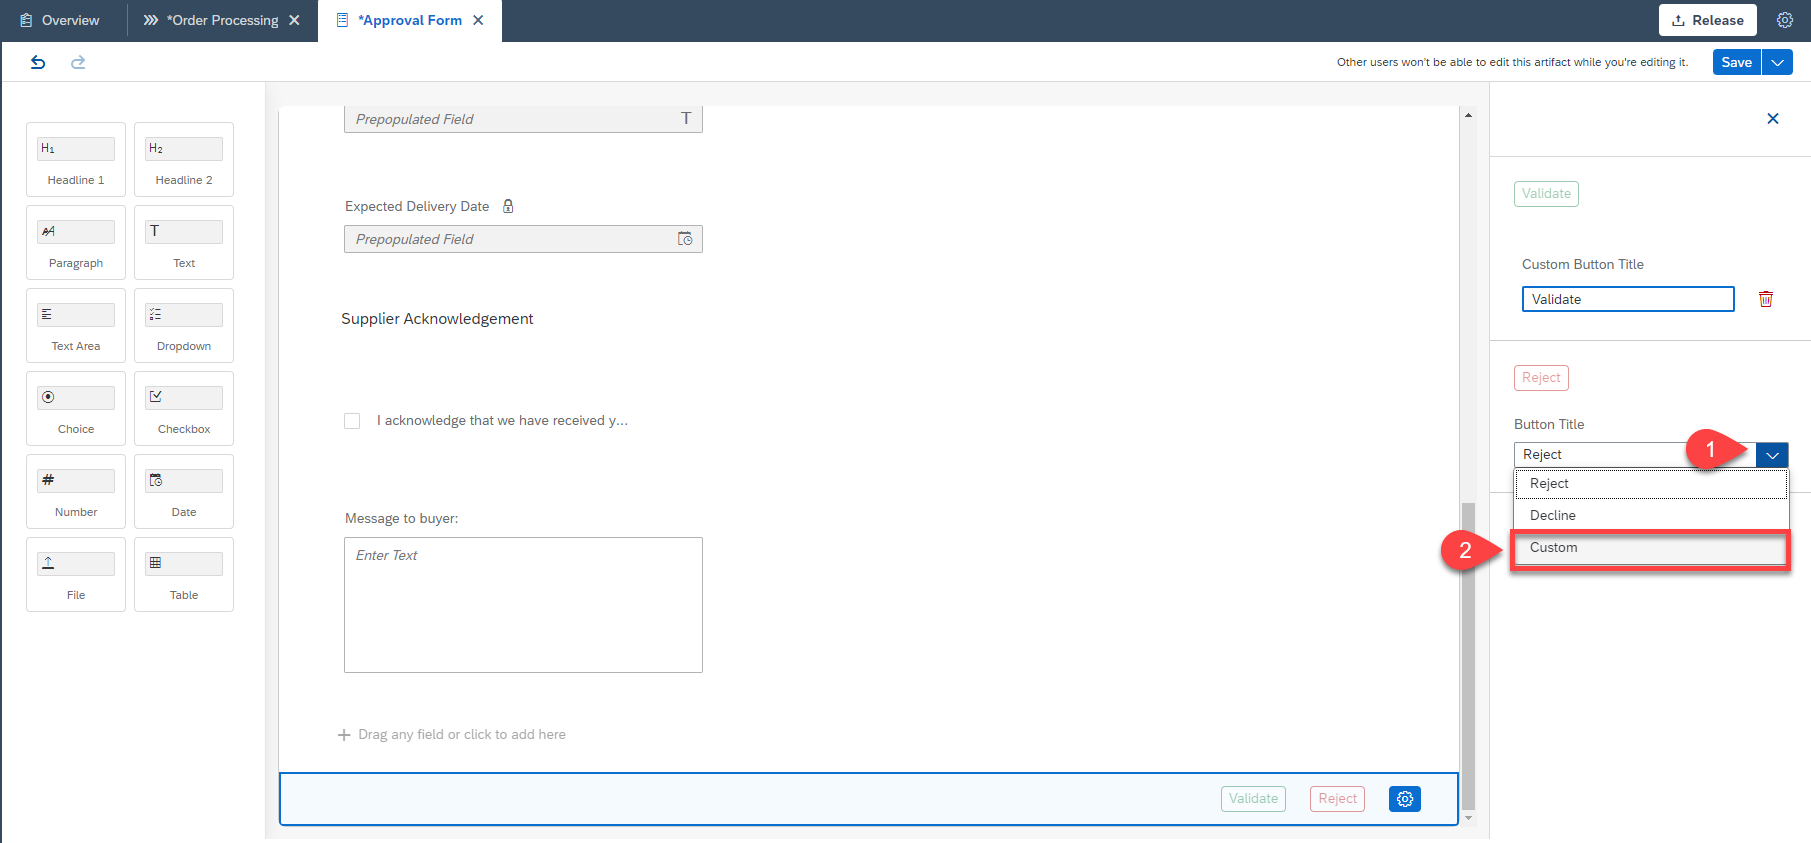 Overview
*Order Processing
*Approval Form
Release
Other users won't be able to edit this artifact while you're editing it.
Save
H1
Headline 1
H2
Headline 2
AA
Paragraph
T
Text
Text Area
Dropdown
Choice
Checkbox
#
Number
Date
File
Table
Prepopulated Field
T
Expected Delivery Date
Prepopulated Field
Supplier Acknowledgement
I acknowledge that we have received y...
Message to buyer:
Enter Text
+ Drag any field or click to add here
Validate
Reject
Validate
Custom Button Title
Validate
Reject
Button Title
Reject
1
Reject
Decline
2
Custom